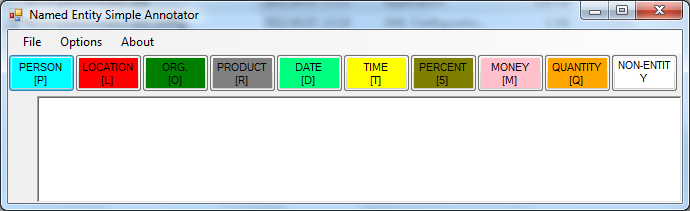 Named Entity Simple Annotator
File Options About
PERSON LOCATION ORG. PRODUCT DATE TIME PERCENT MONEY QUANTITY NON-ENTIT
[P] [L] [O] [R] [D] [T] [5] [M] [Q] Y